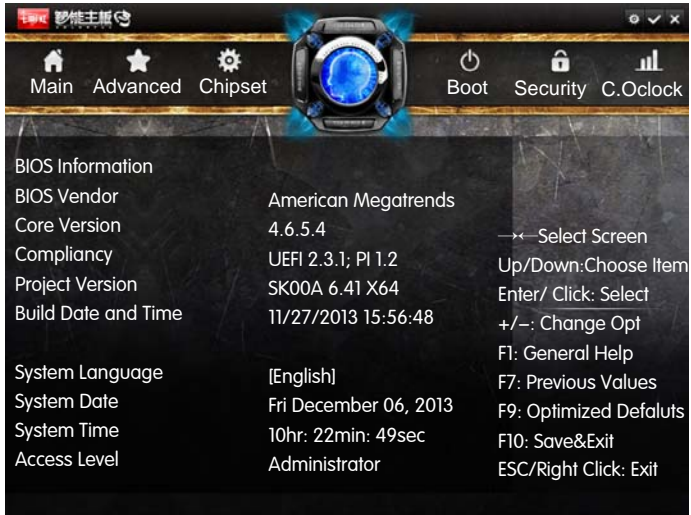 七彩虹 智能主板
Main Advanced Chipset Boot Security C.Oclock
BIOS Information
BIOS Vendor American Megatrends
Core Version 4.6.5.4
Compliancy UEFI 2.3.1; PI 1.2
Project Version SK00A 6.41 X64
Build Date and Time 11/27/2013 15:56:48
System Language [English]
System Date Fri December 06, 2013
System Time 10hr: 22min: 49sec
Access Level Administrator
→←Select Screen
Up/Down:Choose Item
Enter/ Click: Select
+/−: Change Opt
F1: General Help
F7: Previous Values
F9: Optimized Defaluts
F10: Save&Exit
ESC/Right Click: Exit